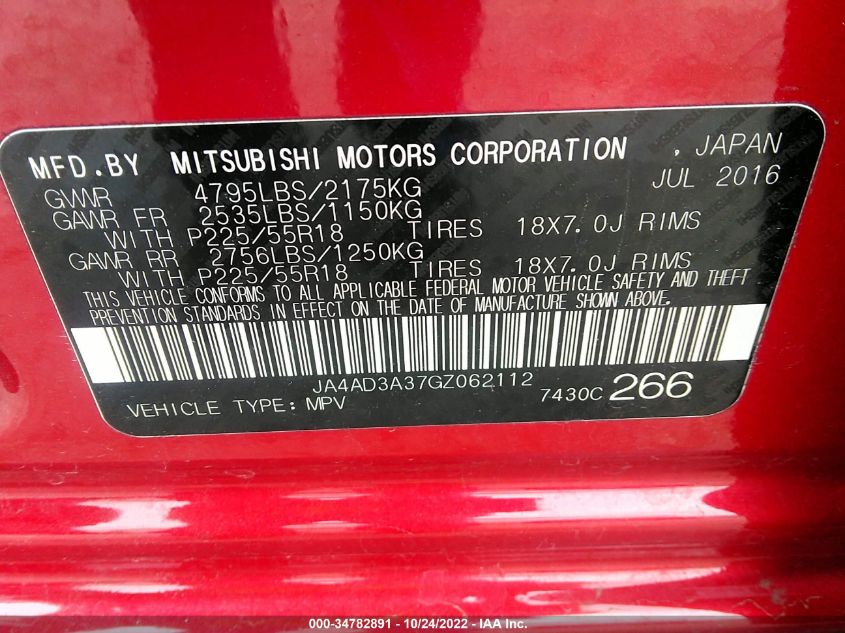 MFD.BY MITSUBISHI MOTORS CORPORATION , JAPAN
GWVR 4795LBS/2175KG JUL 2016
GAWR FR 2535LBS/1150KG
WITH P225/55R18 TIRES 18X7.0J RIMS
GAWR RR 2756LBS/1250KG
WITH P225/55R18 TIRES 18X7.0J RIMS
THIS VEHICLE CONFORMS TO ALL APPLICABLE FEDERAL MOTOR VEHICLE SAFETY AND THEFT
PREVENTION STANDARDS IN EFFECT ON THE DATE OF MANUFACTURE SHOWN ABOVE.
JA4AD3A37GZ062112
VEHICLE TYPE: MPV 7430C 266
000-34782891 - 10/24/2022 - IAA Inc.